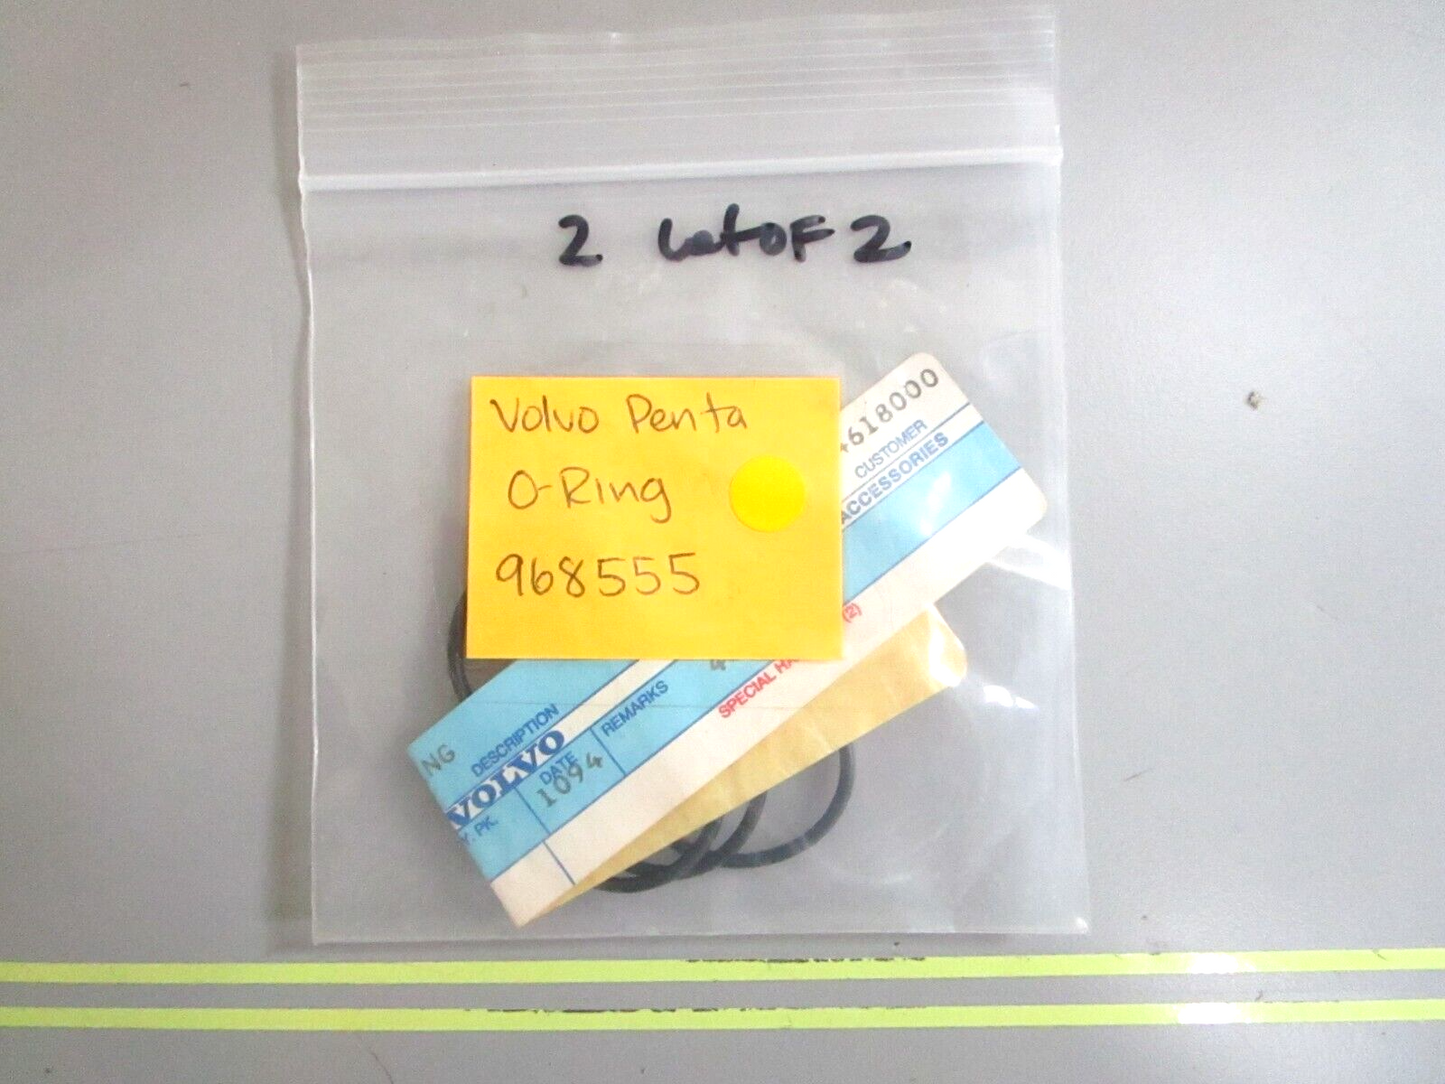 2 Lot of 2
Volvo Penta
O-Ring
968555
618000
CUSTOMER
ACCESSORIES
(2)
SPECIAL
REMARKS
NG
DESCRIPTION
VOLVO
DATE
1094
PK.